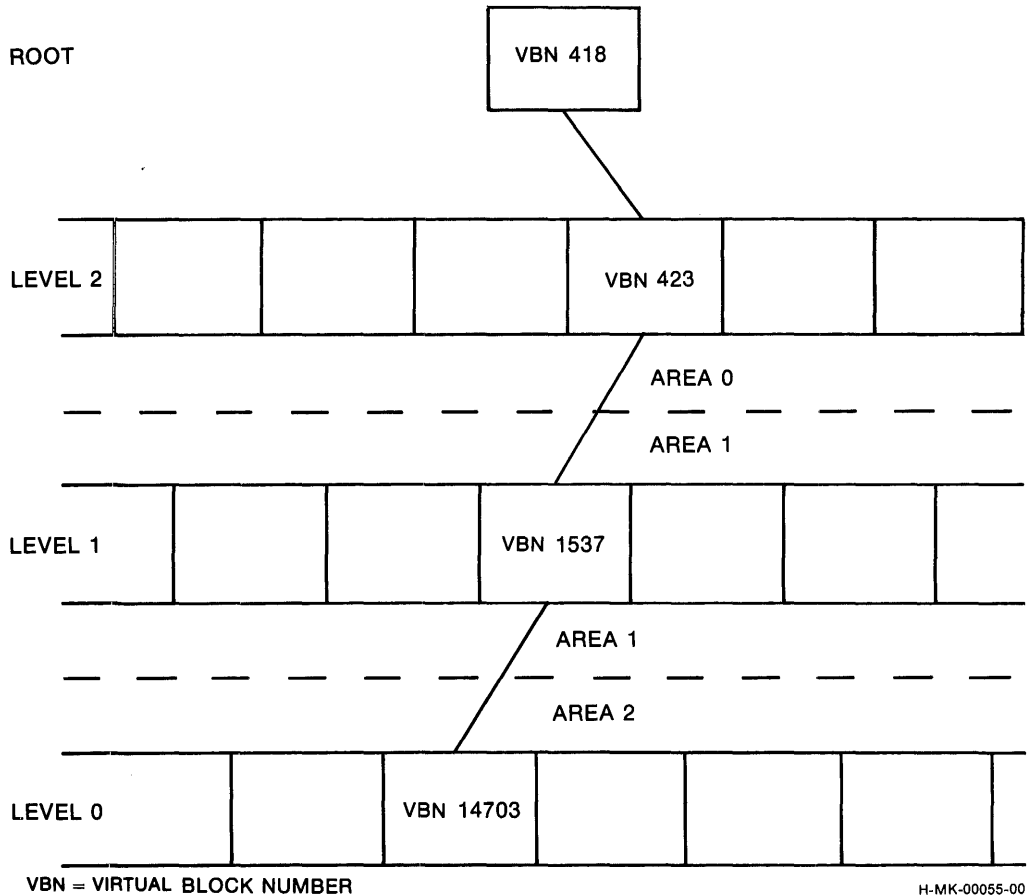 ROOT
VBN 418
LEVEL 2
VBN 423
AREA 0
AREA 1
LEVEL 1
VBN 1537
AREA 1
AREA 2
LEVEL 0
VBN 14703
VBN = VIRTUAL BLOCK NUMBER
H-MK-00055-00